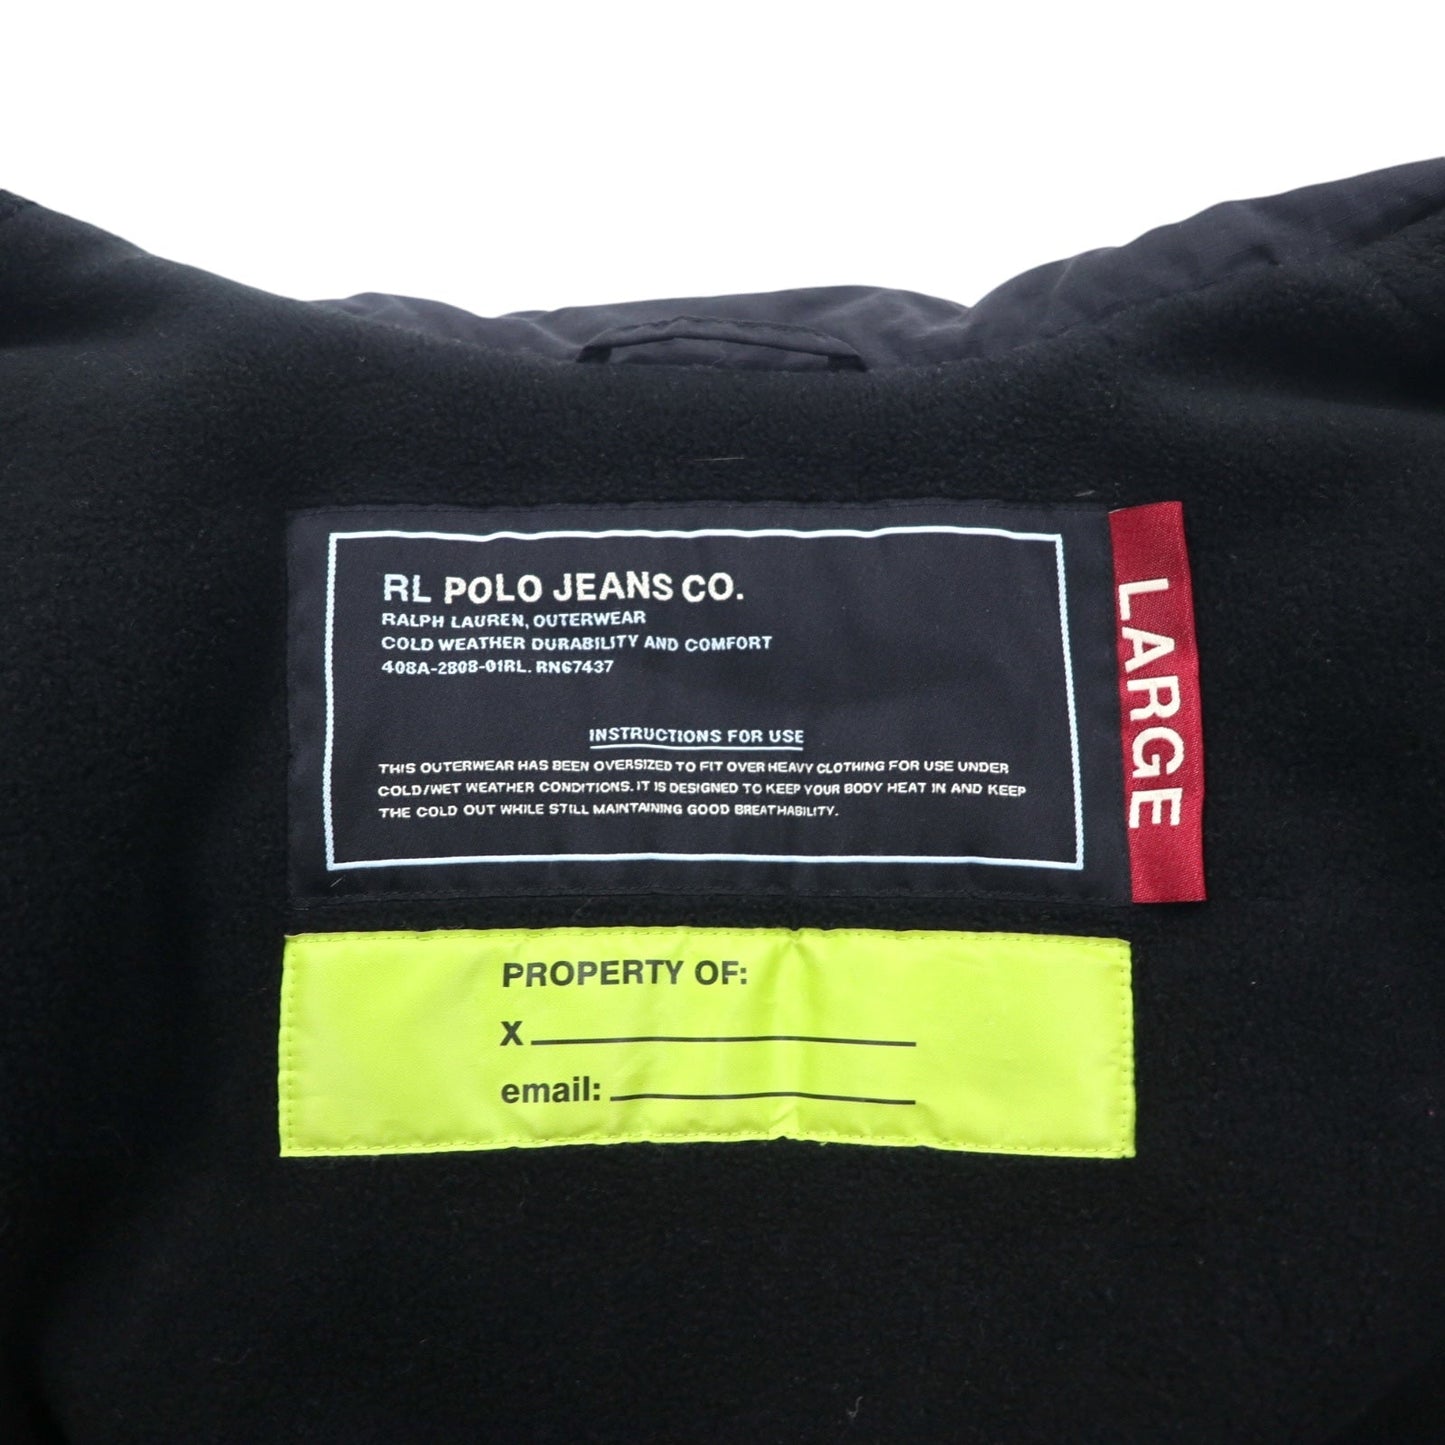 RL POLO JEANS CO.
RALPH LAUREN, OUTERWEAR
COLD WEATHER DURABILITY AND COMFORT
408A-2808-01RL. RN67437
INSTRUCTIONS FOR USE
THIS OUTERWEAR HAS BEEN OVERSIZED TO FIT OVER HEAVY CLOTHING FOR USE UNDER
COLD/WET WEATHER CONDITIONS. IT IS DESIGNED TO KEEP YOUR BODY HEAT IN AND KEEP
THE COLD OUT WHILE STILL MAINTAINING GOOD BREATHABILITY.
LARGE
PROPERTY OF:
X
email: